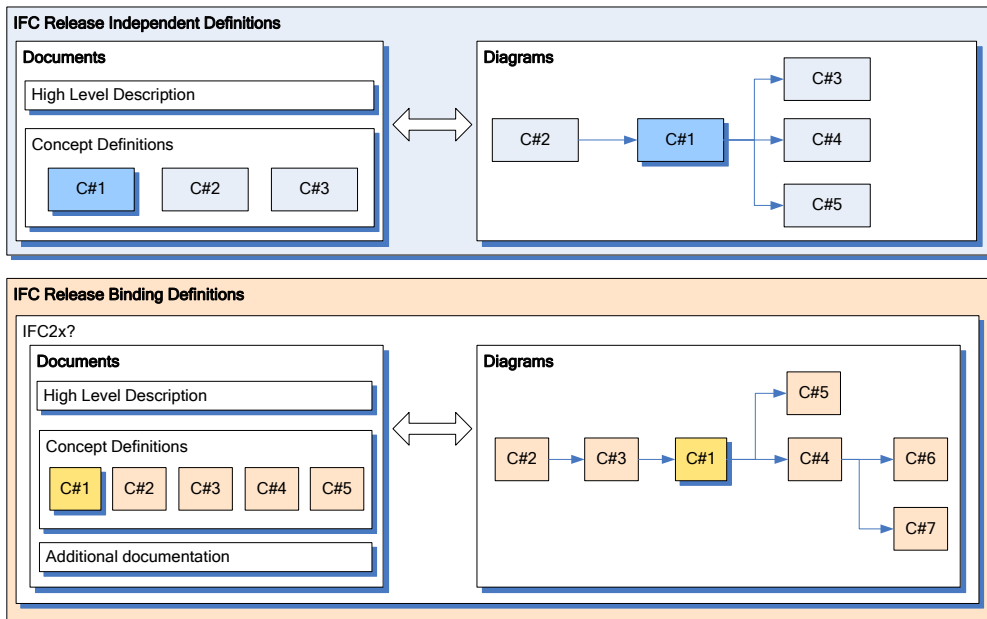 IFC Release Independent Definitions
Documents
High Level Description
Concept Definitions
C#1
C#2
C#3
Diagrams
C#2
C#1
C#3
C#4
C#5
IFC Release Binding Definitions
IFC2x?
Documents
High Level Description
Concept Definitions
C#1
C#2
C#3
C#4
C#5
Additional documentation
Diagrams
C#2
C#3
C#1
C#5
C#4
C#6
C#7